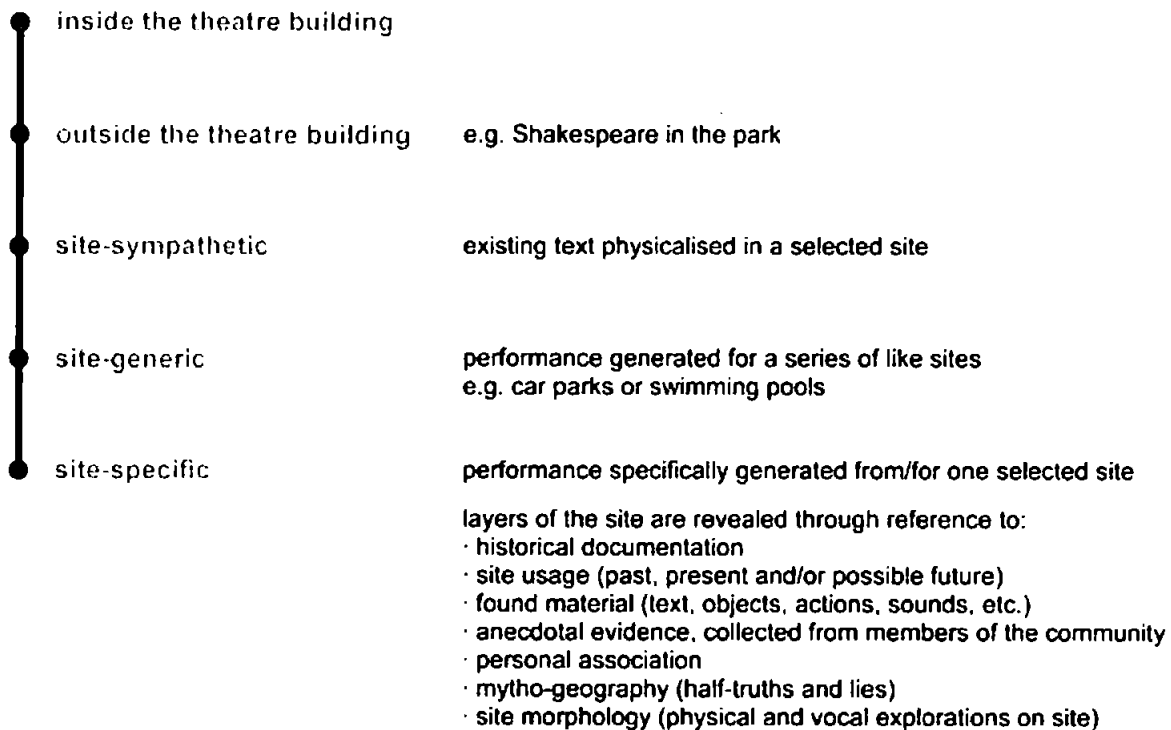 inside the theatre building
outside the theatre building e.g. Shakespeare in the park
site-sympathetic existing text physicalised in a selected site
site-generic performance generated for a series of like sites
e.g. car parks or swimming pools
site-specific performance specifically generated from/for one selected site
layers of the site are revealed through reference to:
· historical documentation
· site usage (past, present and/or possible future)
· found material (text, objects, actions, sounds, etc.)
· anecdotal evidence, collected from members of the community
· personal association
· mytho-geography (half-truths and lies)
· site morphology (physical and vocal explorations on site)